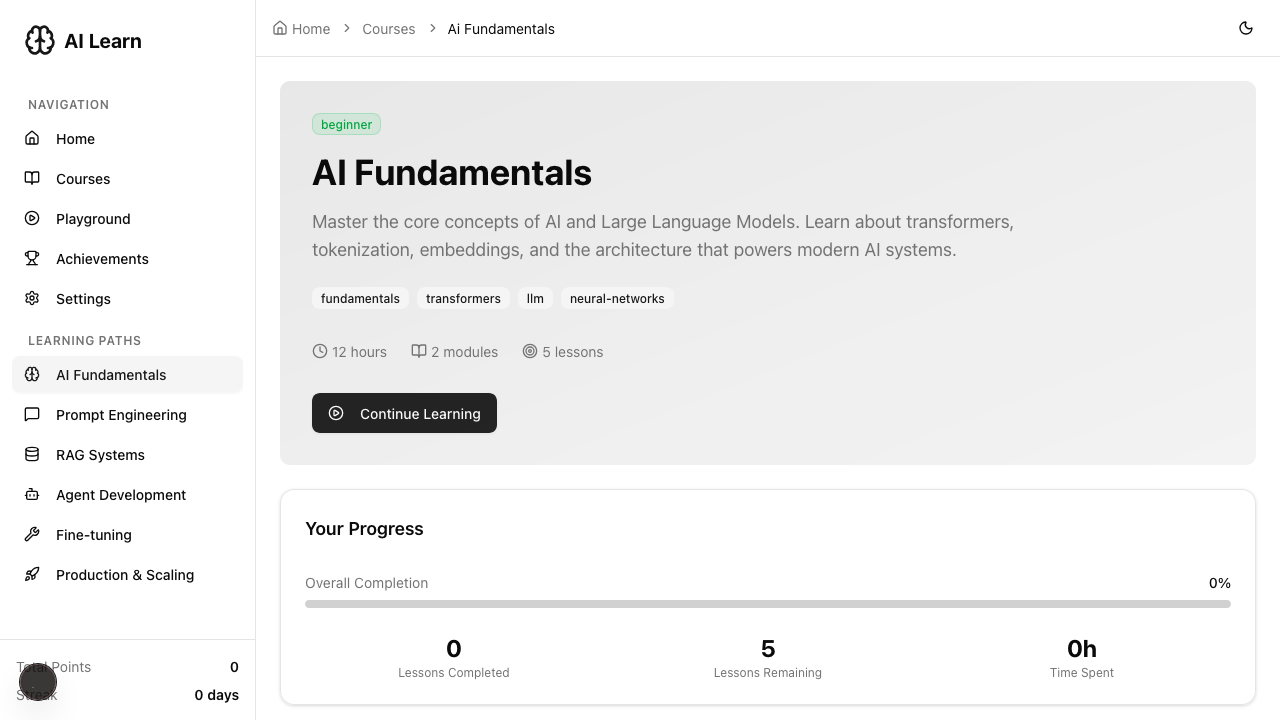 AI Learn
NAVIGATION
Home
Courses
Playground
Achievements
Settings
LEARNING PATHS
AI Fundamentals
Prompt Engineering
RAG Systems
Agent Development
Fine-tuning
Production & Scaling
Total Points 0
Streak 0 days
Home Courses Ai Fundamentals
beginner
AI Fundamentals
Master the core concepts of AI and Large Language Models. Learn about transformers,
tokenization, embeddings, and the architecture that powers modern AI systems.
fundamentals transformers llm neural-networks
12 hours 2 modules 5 lessons
Continue Learning
Your Progress
Overall Completion 0%
0 5 0h
Lessons Completed Lessons Remaining Time Spent